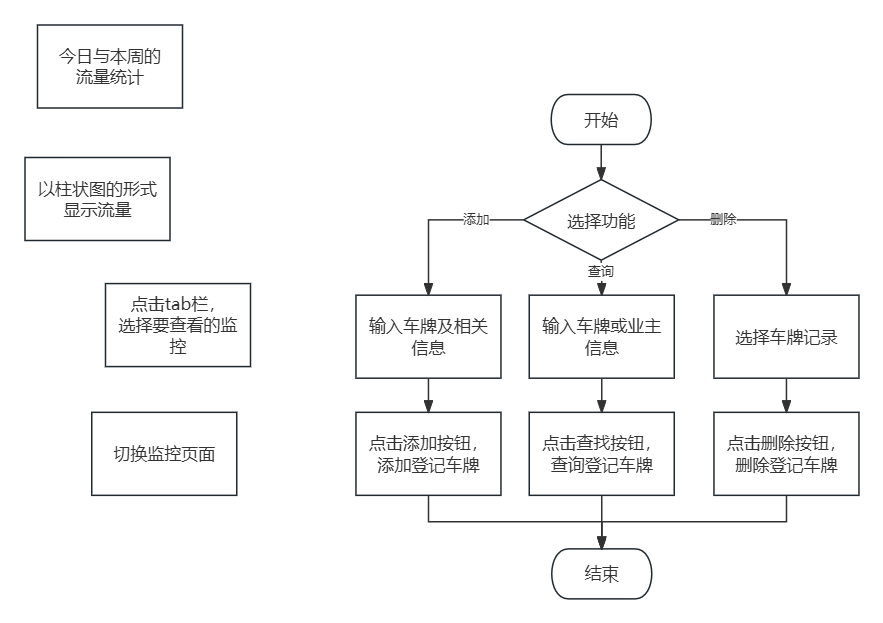 今日与本周的
流量统计
以柱状图的形式
显示流量
点击tab栏，
选择要查看的监
控
切换监控页面
开始
选择功能
添加
查询
删除
输入车牌及相关
信息
输入车牌或业主
信息
选择车牌记录
点击添加按钮，
添加登记车牌
点击查找按钮，
查询登记车牌
点击删除按钮，
删除登记车牌
结束